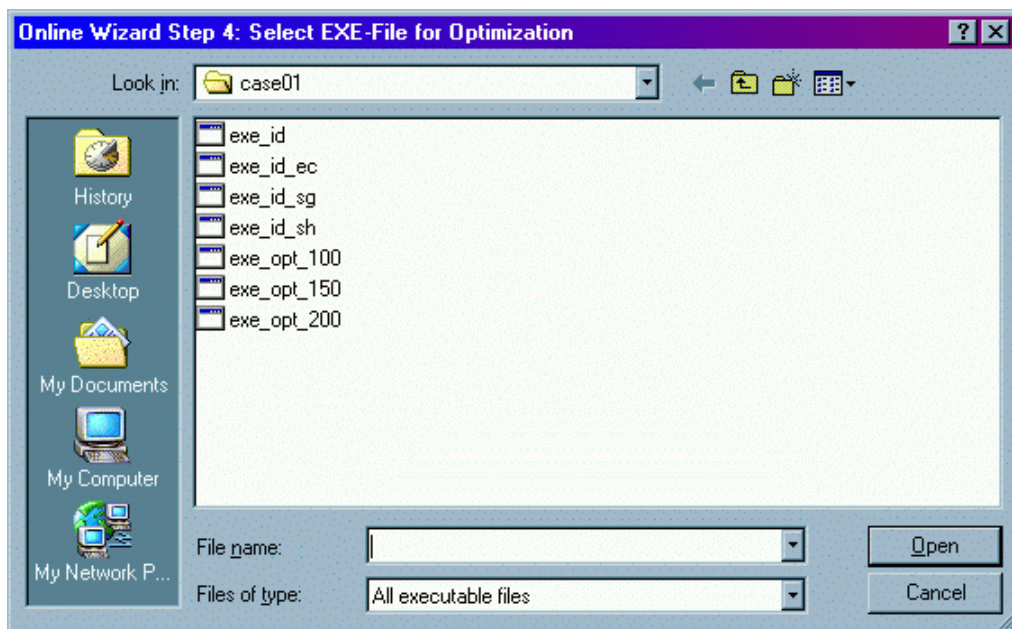 Online Wizard Step 4: Select EXE-File for Optimization
Look in: case01
History
Desktop
My Documents
My Computer
My Network P...
exe_id
exe_id_ec
exe_id_sg
exe_id_sh
exe_opt_100
exe_opt_150
exe_opt_200
File name:
Open
Files of type: All executable files
Cancel